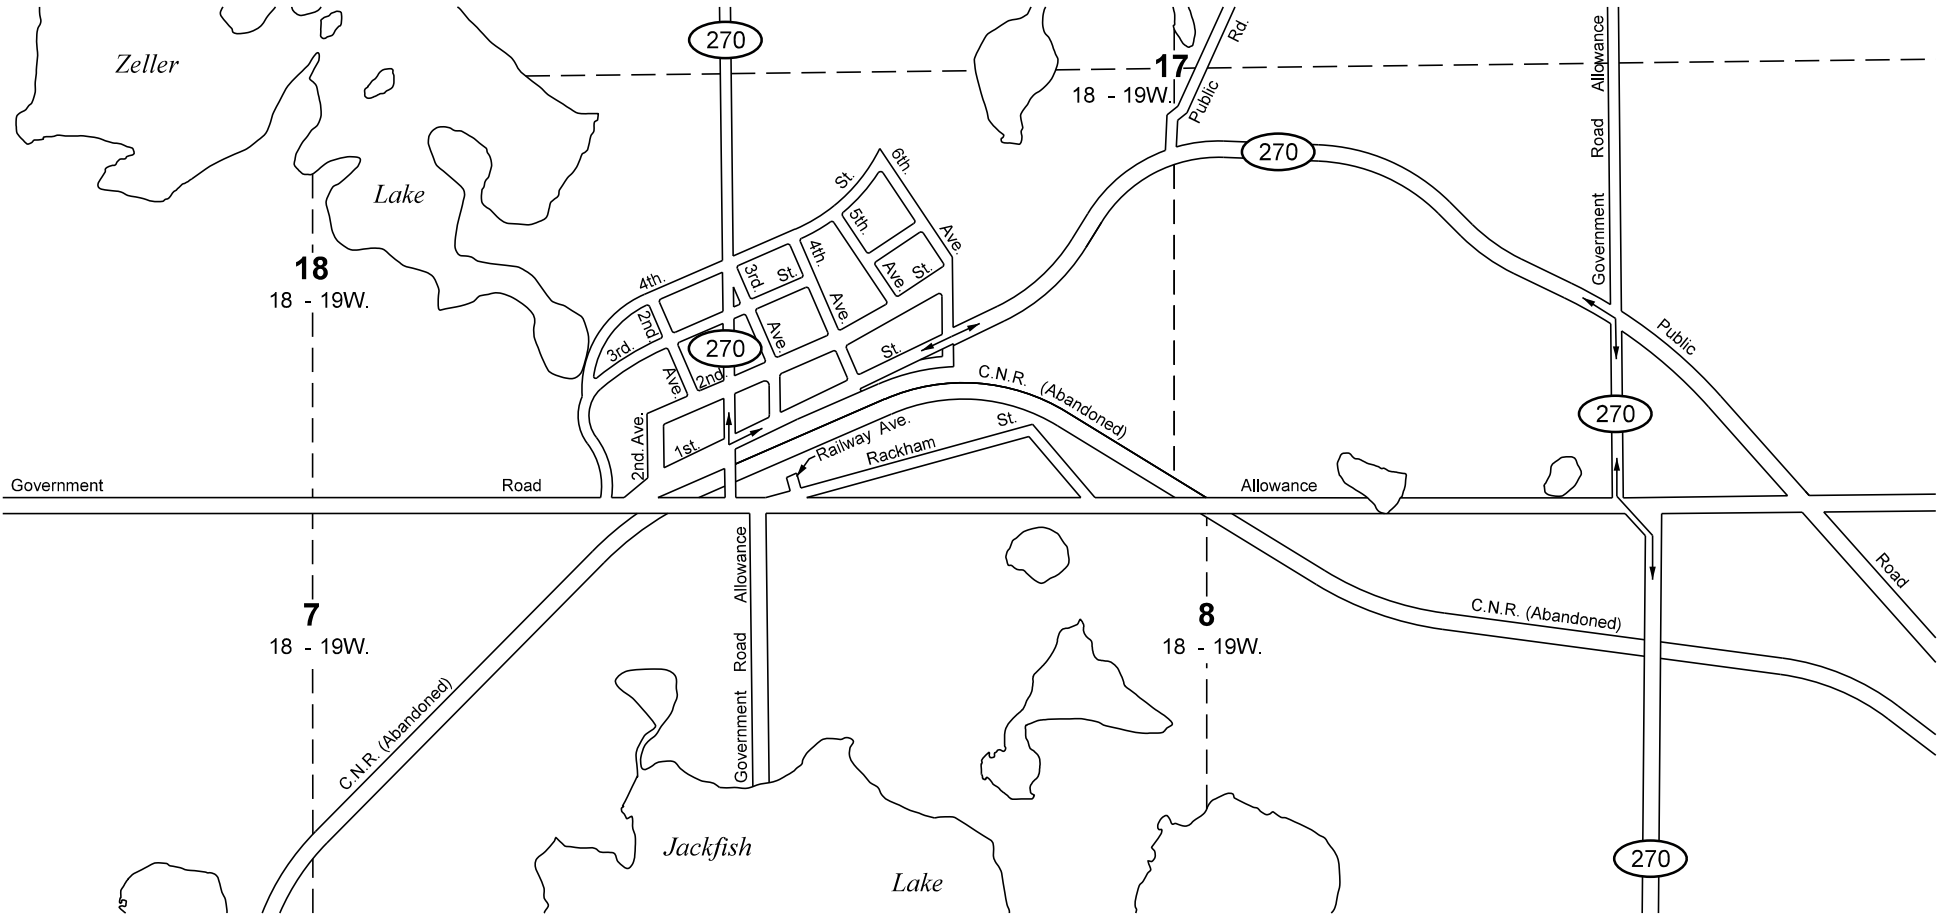 270
Zeller
Lake
17
18 - 19W.
Public
Rd.
270
Government Road Allowance
18
18 - 19W.
4th. St.
6th. Ave.
5th. Ave.
4th. Ave.
3rd. Ave.
2nd Ave.
3rd. St.
2nd. St.
1st. St.
2nd. Ave.
270
C.N.R. (Abandoned)
Railway Ave.
Rackham St.
Public
Road
270
Government Road Allowance
Government Road Allowance
7
18 - 19W.
8
18 - 19W.
C.N.R. (Abandoned)
C.N.R. (Abandoned)
Jackfish
Lake
270